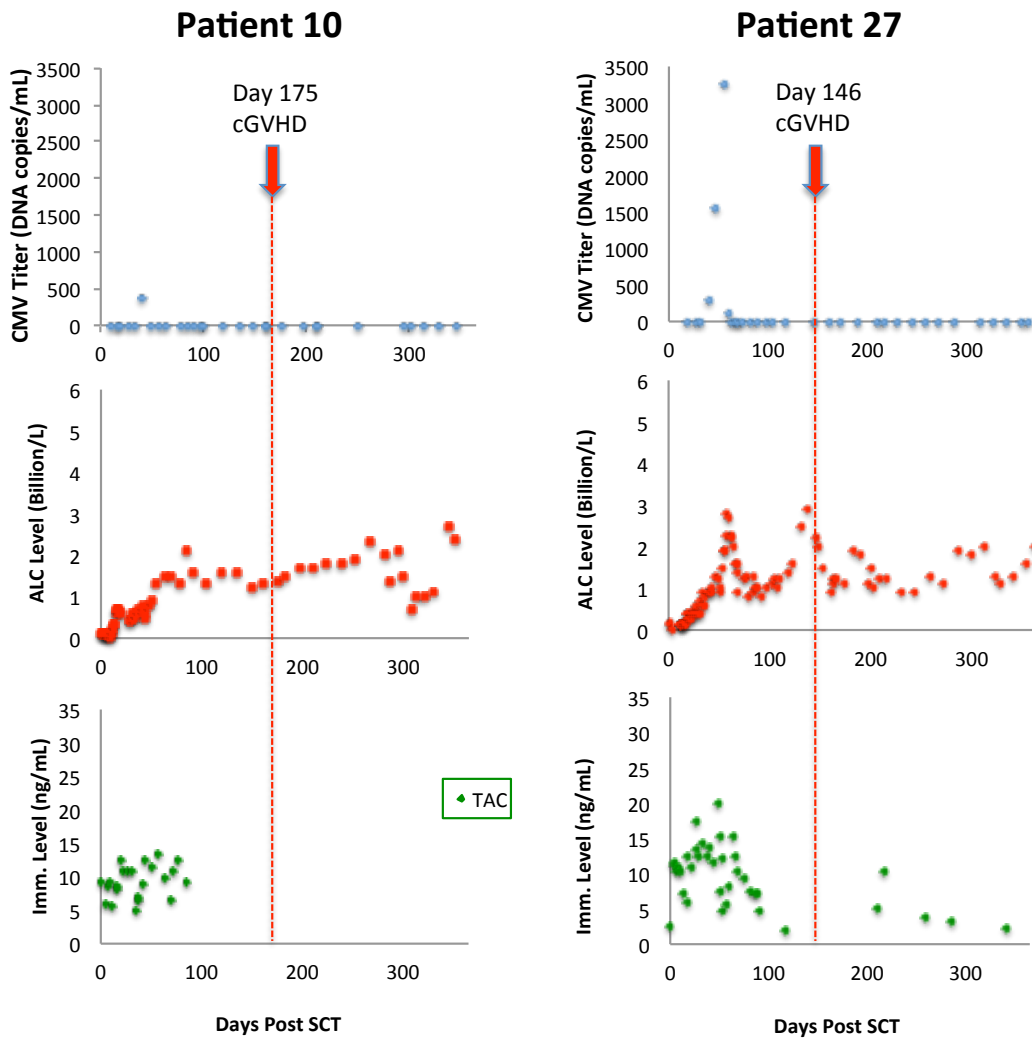 Patient 10
CMV Titer (DNA copies/mL)
3500
3000
2500
2000
1500
1000
500
0
Day 175
cGVHD
0 100 200 300
ALC Level (Billion/L)
6
5
4
3
2
1
0
0 100 200 300
Imm. Level (ng/mL)
35
30
25
20
15
10
5
0
TAC
0 100 200 300
Days Post SCT
Patient 27
CMV Titer (DNA copies/mL)
3500
3000
2500
2000
1500
1000
500
0
Day 146
cGVHD
0 100 200 300
ALC Level (Billion/L)
6
5
4
3
2
1
0
0 100 200 300
Imm. Level (ng/mL)
35
30
25
20
15
10
5
0
0 100 200 300
Days Post SCT